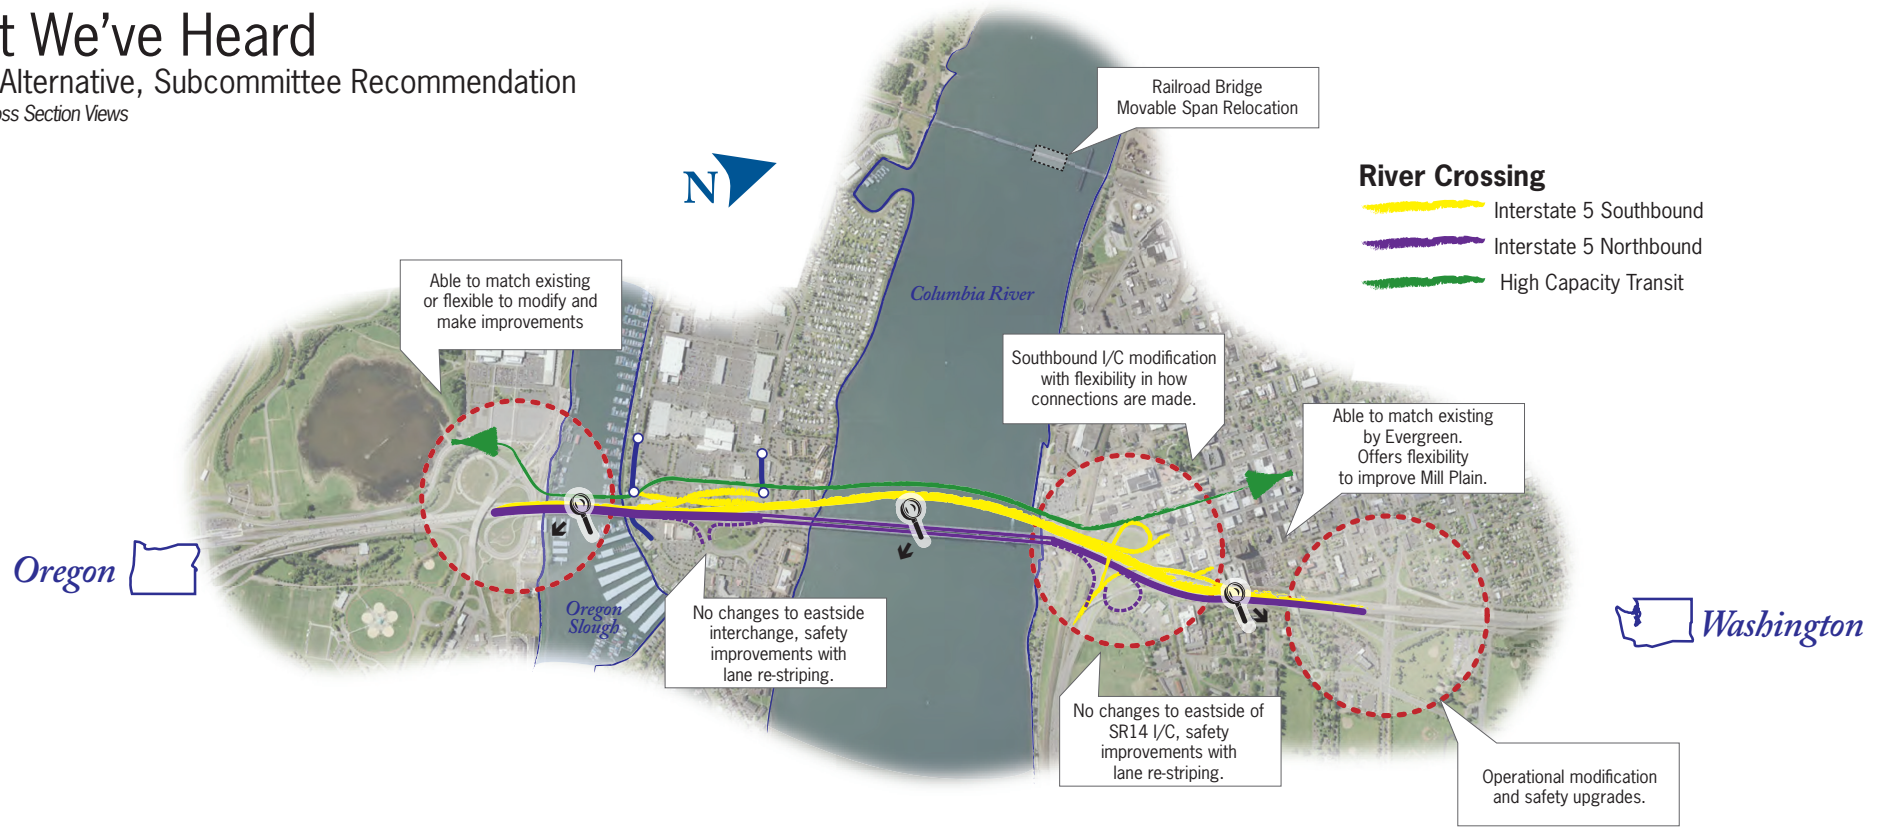 t We've Heard
Alternative, Subcommittee Recommendation
oss Section Views
Railroad Bridge
Movable Span Relocation
N
River Crossing
Interstate 5 Southbound
Interstate 5 Northbound
High Capacity Transit
Able to match existing
or flexible to modify and
make improvements
Columbia River
Southbound I/C modification
with flexibility in how
connections are made.
Able to match existing
by Evergreen.
Offers flexibility
to improve Mill Plain.
Oregon
Oregon
Slough
No changes to eastside
interchange, safety
improvements with
lane re-striping.
Washington
No changes to eastside of
SR14 I/C, safety
improvements with
lane re-striping.
Operational modification
and safety upgrades.